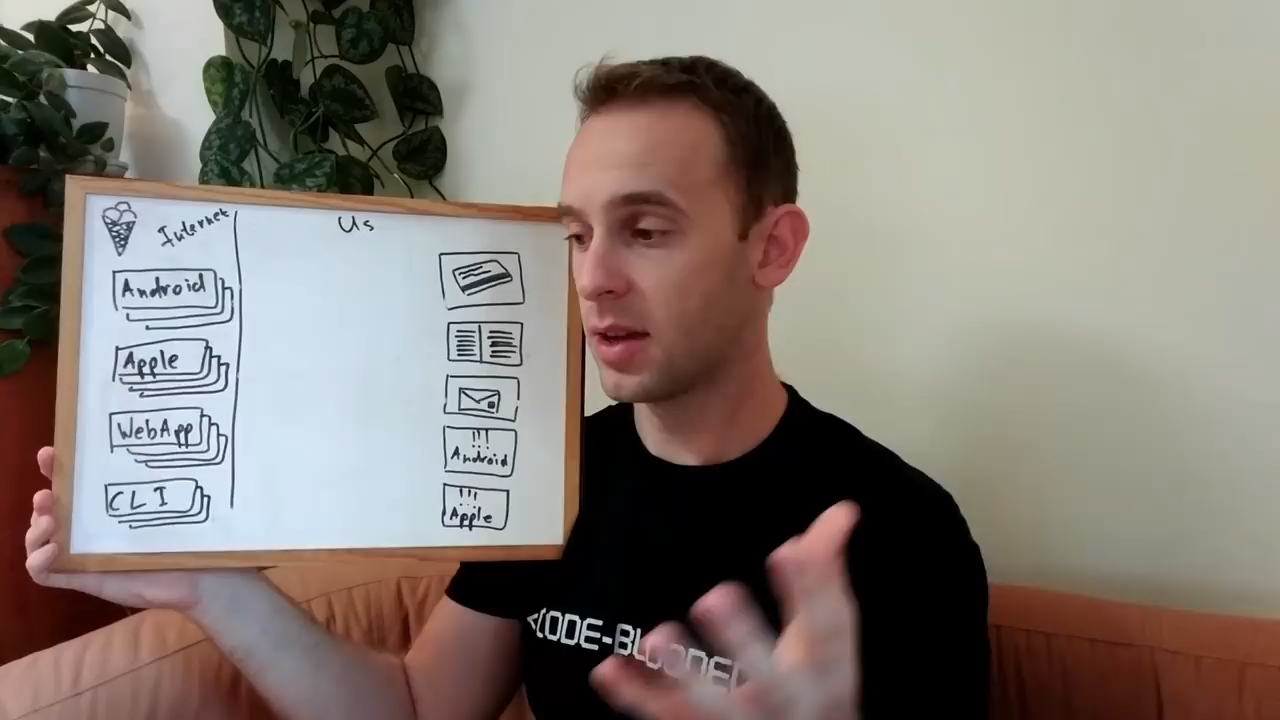 Internet
Us
Android
Apple
WebApp
CLI
!!!
Android
!!!
Apple
<CODE-BLOODED